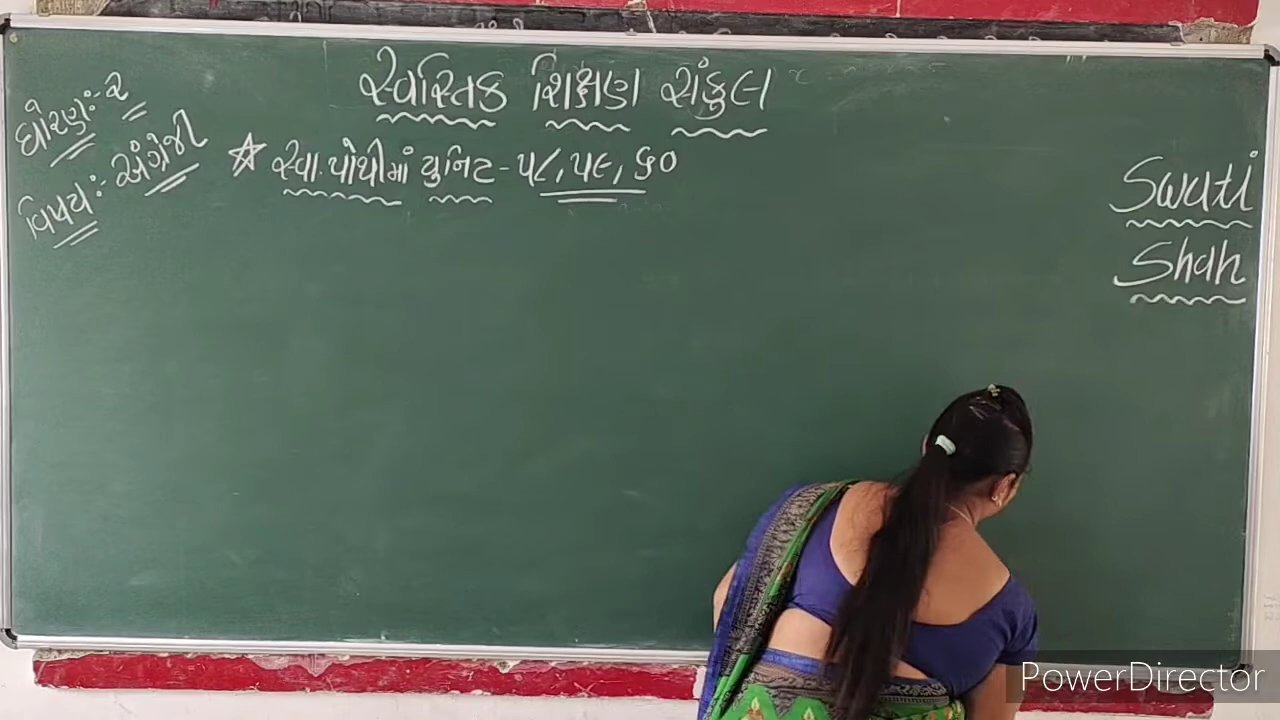 સ્વસ્તિક શિક્ષણ સંકુલ
ધોરણ:- ૨
વિષય:- અંગ્રેજી
☆ સ્વા. પોથીમાં યુનિટ - ૫૮, ૫૯, ૬૦
Swati
Shah
PowerDirector